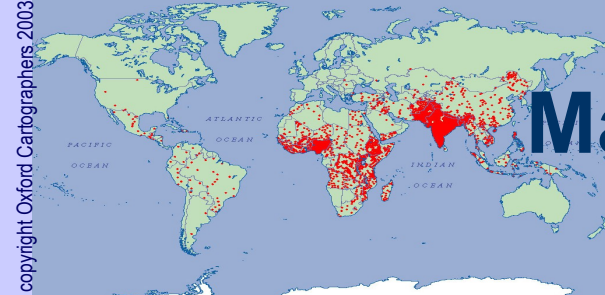 copyright Oxford Cartographers 2003
Ma
ATLANTIC
OCEAN
PACIFIC
OCEAN
INDIAN
OCEAN